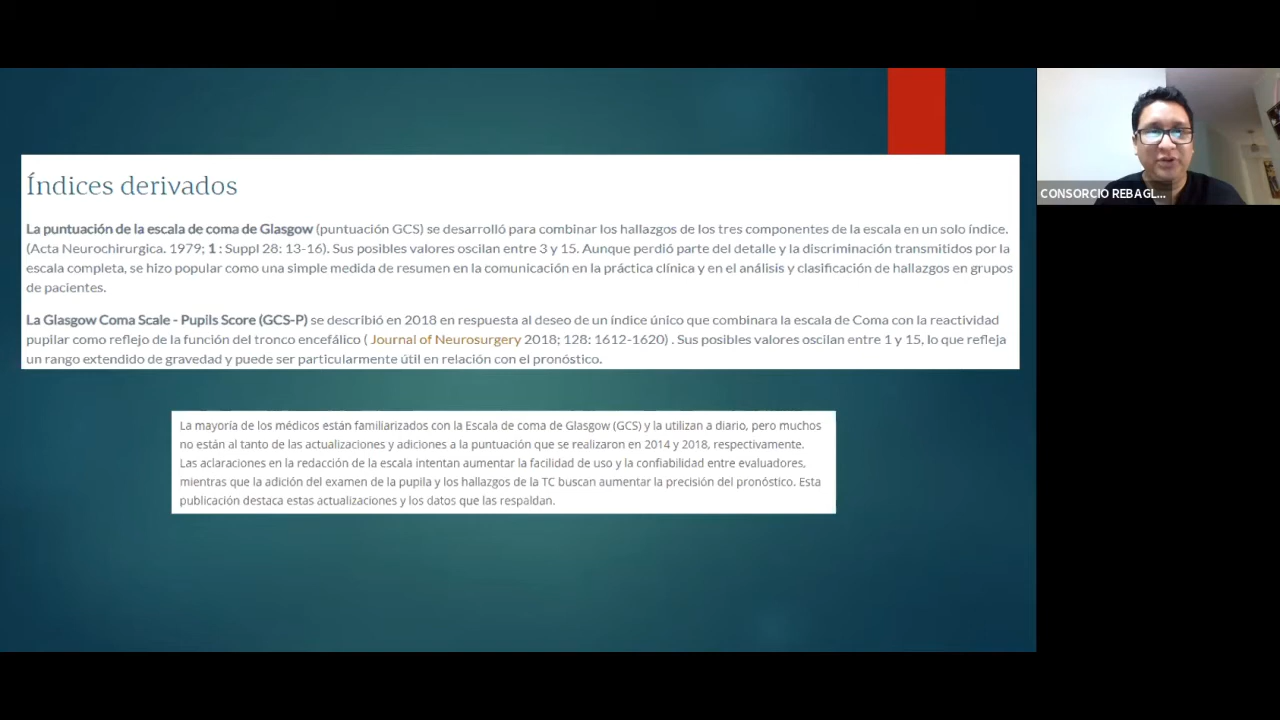 Índices derivados
La puntuación de la escala de coma de Glasgow (puntuación GCS) se desarrolló para combinar los hallazgos de los tres componentes de la escala en un solo índice.
(Acta Neurochirurgica. 1979; 1 : Suppl 28: 13-16). Sus posibles valores oscilan entre 3 y 15. Aunque perdió parte del detalle y la discriminación transmitidos por la
escala completa, se hizo popular como una simple medida de resumen en la comunicación en la práctica clínica y en el análisis y clasificación de hallazgos en grupos
de pacientes.
La Glasgow Coma Scale - Pupils Score (GCS-P) se describió en 2018 en respuesta al deseo de un índice único que combinara la escala de Coma con la reactividad
pupilar como reflejo de la función del tronco encefálico ( Journal of Neurosurgery 2018; 128: 1612-1620) . Sus posibles valores oscilan entre 1 y 15, lo que refleja
un rango extendido de gravedad y puede ser particularmente útil en relación con el pronóstico.
La mayoría de los médicos están familiarizados con la Escala de coma de Glasgow (GCS) y la utilizan a diario, pero muchos
no están al tanto de las actualizaciones y adiciones a la puntuación que se realizaron en 2014 y 2018, respectivamente.
Las aclaraciones en la redacción de la escala intentan aumentar la facilidad de uso y la confiabilidad entre evaluadores,
mientras que la adición del examen de la pupila y los hallazgos de la TC buscan aumentar la precisión del pronóstico. Esta
publicación destaca estas actualizaciones y los datos que las respaldan.
CONSORCIO REBAGL...